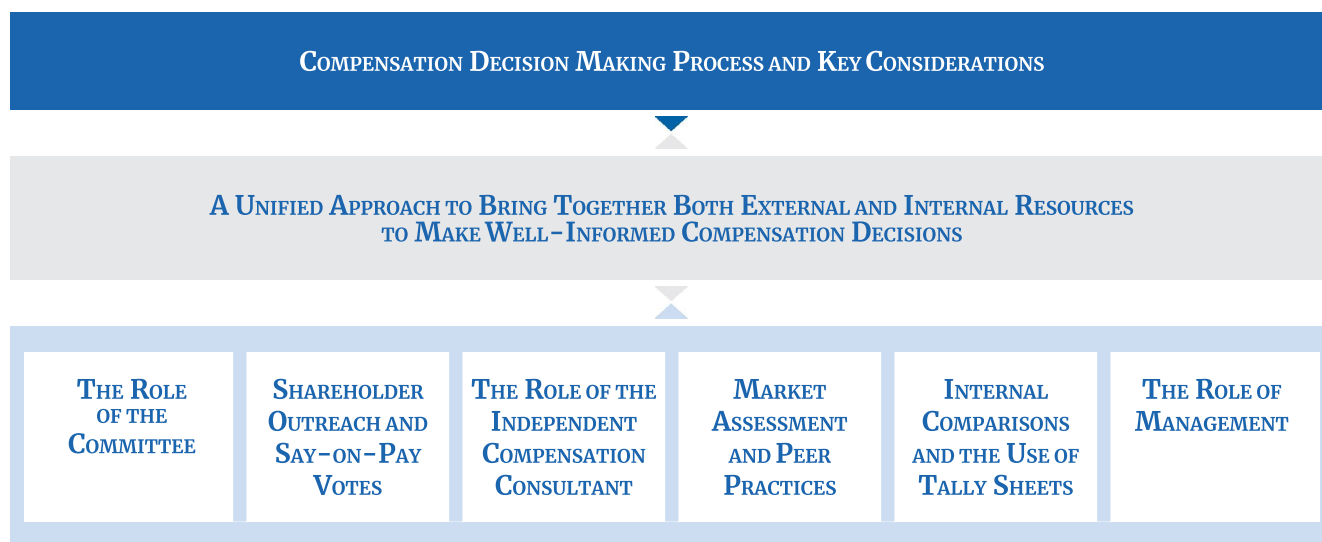 Compensation Decision Making Process and Key Considerations
A Unified Approach to Bring Together Both External and Internal Resources
to Make Well-Informed Compensation Decisions
The Role
of the
Committee
Shareholder
Outreach and
Say-on-Pay
Votes
The Role of the
Independent
Compensation
Consultant
Market
Assessment
and Peer
Practices
Internal
Comparisons
and the Use of
Tally Sheets
The Role of
Management